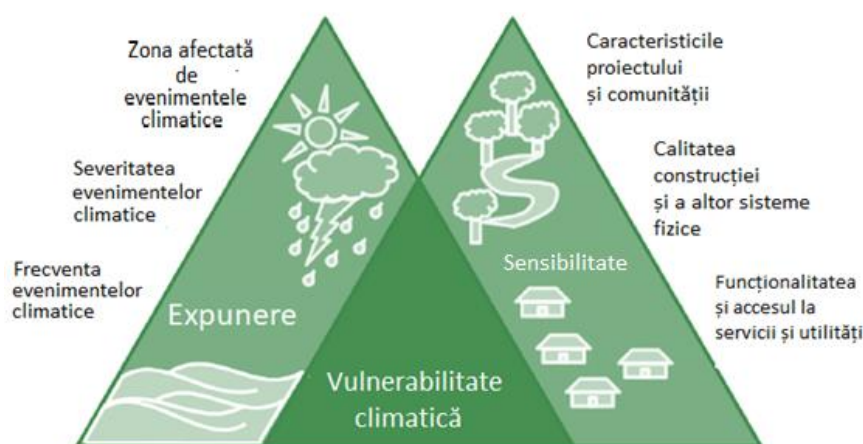 Zona afectată
de
evenimentele
climatice
Severitatea
evenimentelor
climatice
Frecventa
evenimentelor
climatice
Expunere
Vulnerabilitate
climatică
Sensibilitate
Caracteristicile
proiectului
și comunității
Calitatea
construcției
și a altor sisteme
fizice
Funcționalitatea
și accesul la
servicii și utilități